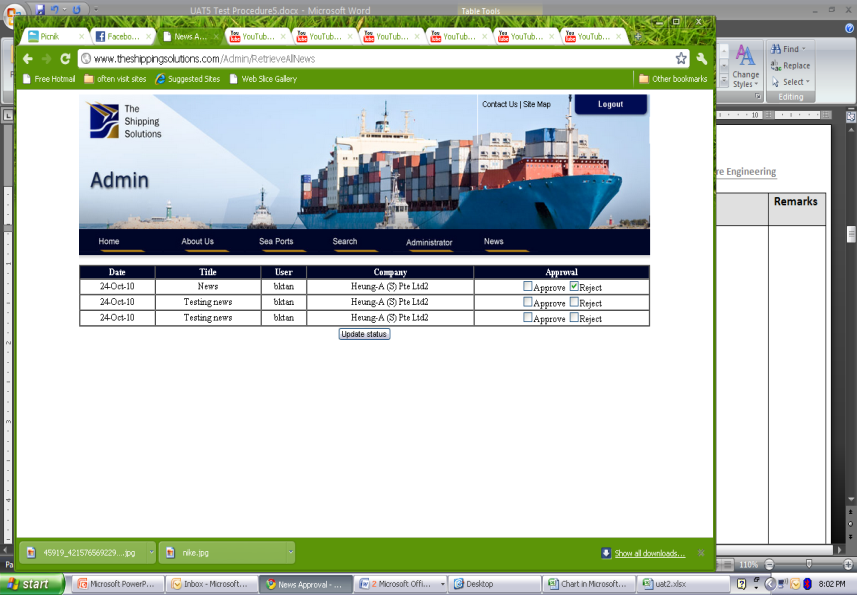 UAT5 Test Procedure5.docx - Microsoft Word
Table Tools
Picnik
Facebo...
News A...
YouTub...
YouTub...
YouTub...
YouTub...
YouTub...
YouTub...
www.theshippingsolutions.com/Admin/RetrieveAllNews
Free Hotmail
often visit sites
Suggested Sites
Web Slice Gallery
Other bookmarks
Find
Replace
Select
Change Styles
Editing
The
Shipping
Solutions
Contact Us | Site Map
Logout
Admin
Home About Us Sea Ports Search Administrator News
Date Title User Company Approval
24-Oct-10 News bktan Heung-A (S) Pte Ltd2 Approve Reject
24-Oct-10 Testing news bktan Heung-A (S) Pte Ltd2 Approve Reject
24-Oct-10 Testing news bktan Heung-A (S) Pte Ltd2 Approve Reject
Update status
re Engineering
Remarks
45919_421576569229....jpg
nike.jpg
Show all downloads...
Pa
110%
start
Microsoft PowerP...
Inbox - Microsoft...
News Approval - ...
2 Microsoft Offi...
Desktop
Chart in Microsoft...
uat2.xlsx
8:02 PM